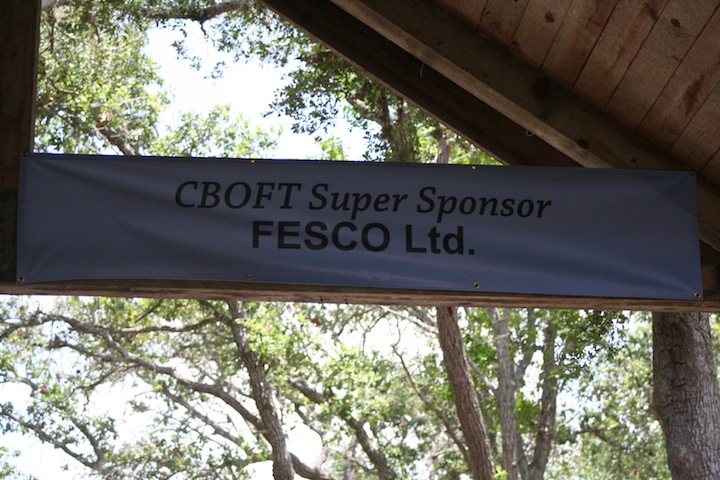 CBOFT Super Sponsor
FESCO Ltd.